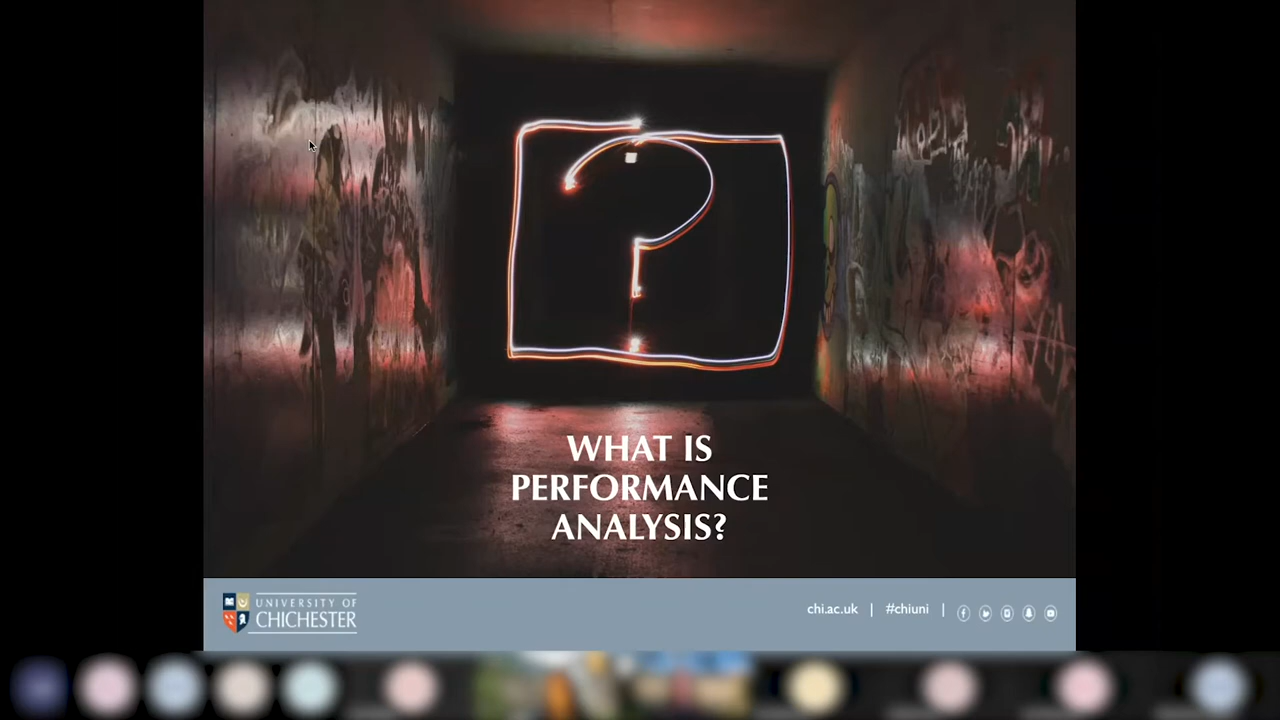 WHAT IS
PERFORMANCE
ANALYSIS?
UNIVERSITY OF
CHICHESTER
chi.ac.uk | #chiuni |